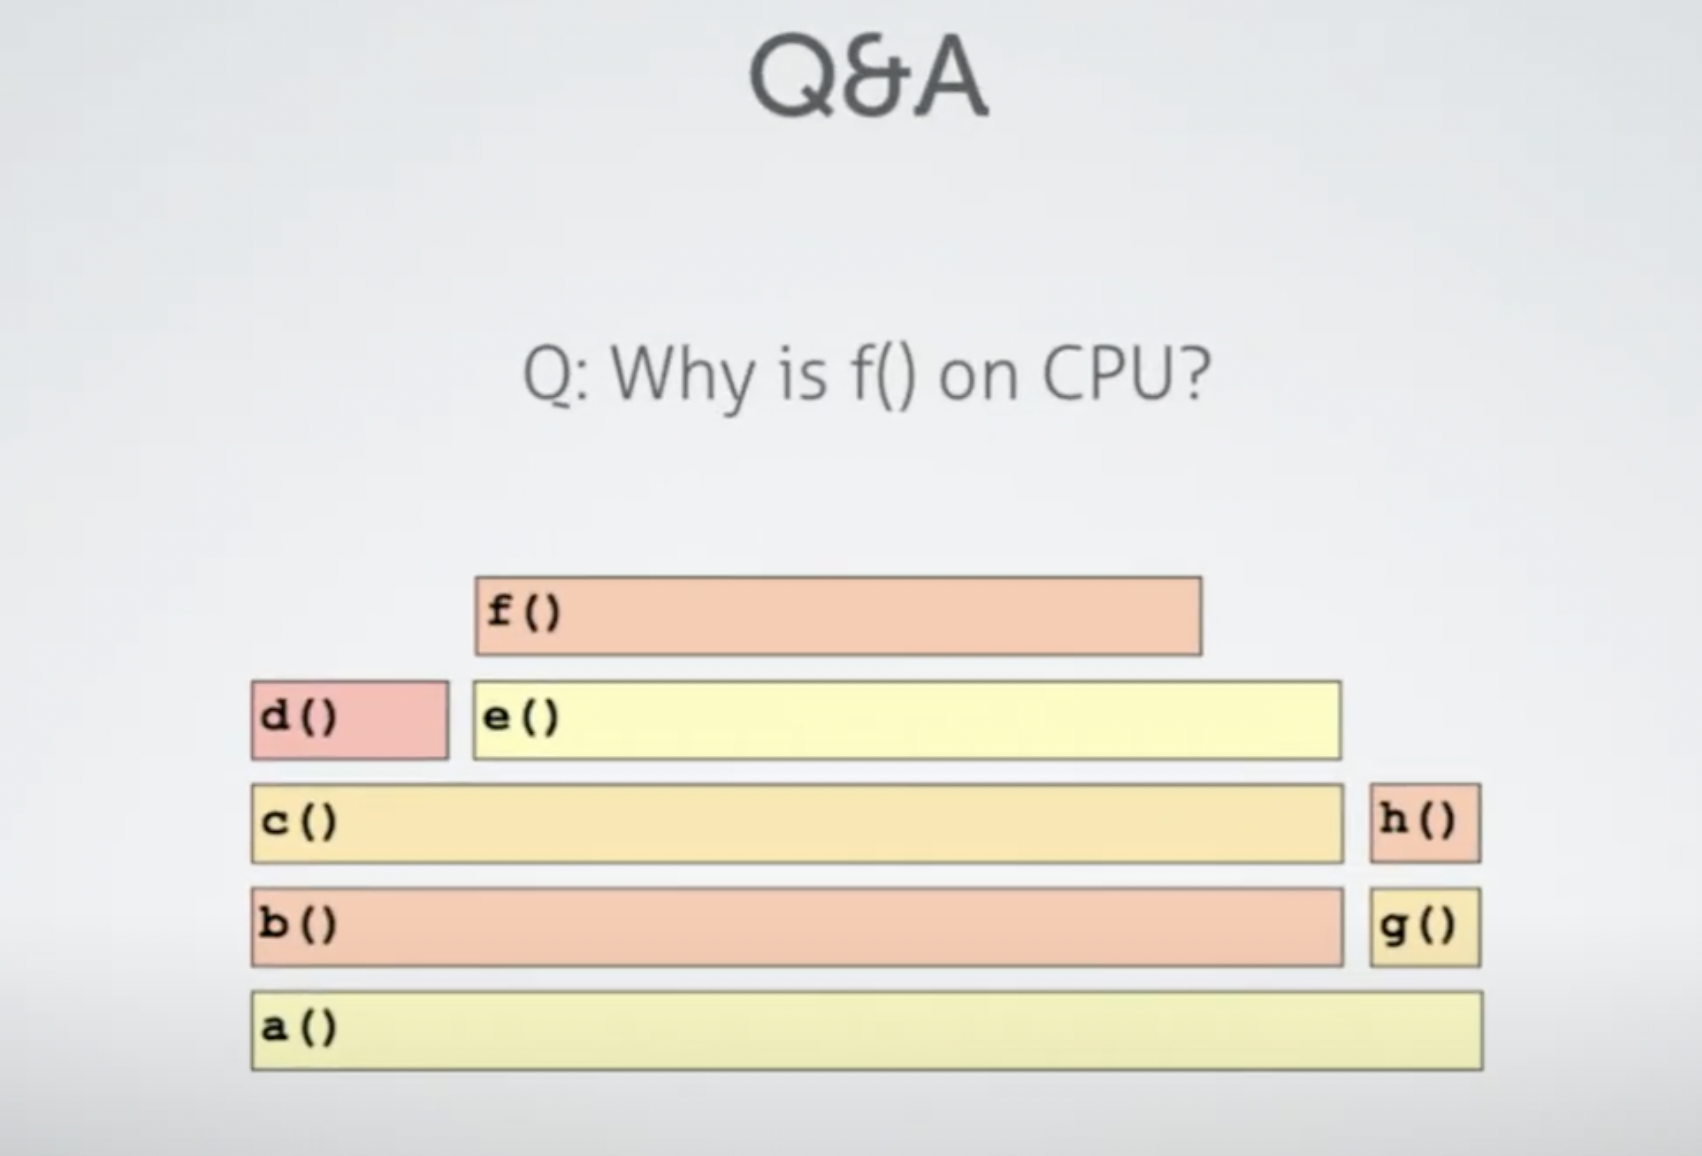 Q&A
Q: Why is f() on CPU?
f()
d() e()
c() h()
b() g()
a()